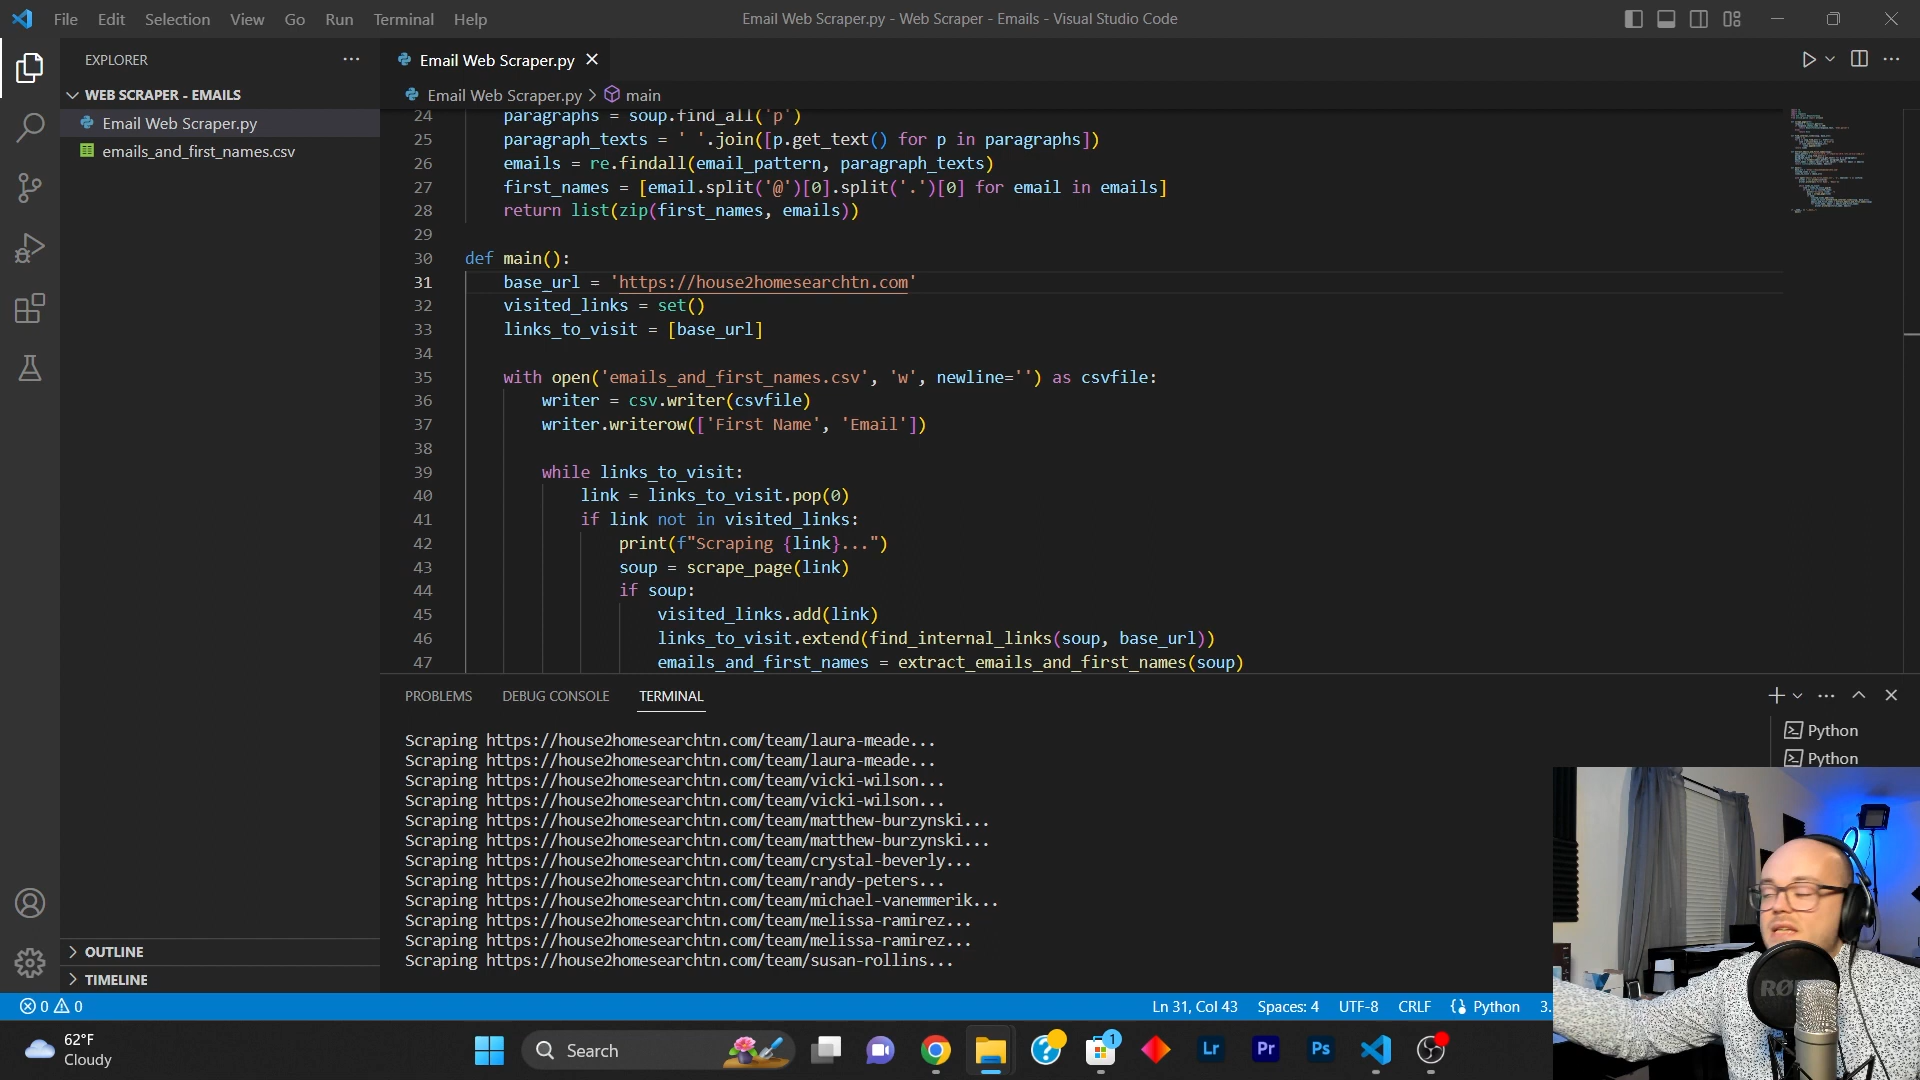 File Edit Selection View Go Run Terminal Help
Email Web Scraper.py - Web Scraper - Emails - Visual Studio Code
EXPLORER
WEB SCRAPER - EMAILS
Email Web Scraper.py
emails_and_first_names.csv
OUTLINE
TIMELINE
Email Web Scraper.py
Email Web Scraper.py > main
24 paragraphs = soup.find_all('p')
25 paragraph_texts = ' '.join([p.get_text() for p in paragraphs])
26 emails = re.findall(email_pattern, paragraph_texts)
27 first_names = [email.split('@')[0].split('.')[0] for email in emails]
28 return list(zip(first_names, emails))
29
30 def main():
31 base_url = 'https://house2homesearchtn.com'
32 visited_links = set()
33 links_to_visit = [base_url]
34
35 with open('emails_and_first_names.csv', 'w', newline='') as csvfile:
36 writer = csv.writer(csvfile)
37 writer.writerow(['First Name', 'Email'])
38
39 while links_to_visit:
40 link = links_to_visit.pop(0)
41 if link not in visited_links:
42 print(f"Scraping {link}...")
43 soup = scrape_page(link)
44 if soup:
45 visited_links.add(link)
46 links_to_visit.extend(find_internal_links(soup, base_url))
47 emails_and_first_names = extract_emails_and_first_names(soup)
PROBLEMS DEBUG CONSOLE TERMINAL
Scraping https://house2homesearchtn.com/team/laura-meade...
Scraping https://house2homesearchtn.com/team/laura-meade...
Scraping https://house2homesearchtn.com/team/vicki-wilson...
Scraping https://house2homesearchtn.com/team/vicki-wilson...
Scraping https://house2homesearchtn.com/team/matthew-burzynski...
Scraping https://house2homesearchtn.com/team/matthew-burzynski...
Scraping https://house2homesearchtn.com/team/crystal-beverly...
Scraping https://house2homesearchtn.com/team/randy-peters...
Scraping https://house2homesearchtn.com/team/michael-vanemmerik...
Scraping https://house2homesearchtn.com/team/melissa-ramirez...
Scraping https://house2homesearchtn.com/team/melissa-ramirez...
Scraping https://house2homesearchtn.com/team/susan-rollins...
Python
Python
0 0
Ln 31, Col 43 Spaces: 4 UTF-8 CRLF Python 3.
62°F
Cloudy
Search
1
Lr
Pr
Ps